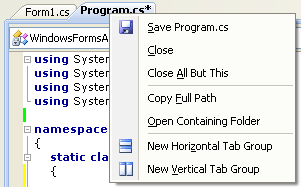 Form1.cs Program.cs*
WindowsFormsA
using System
using System
using System
using System
namespace
{
static cla
{
Save Program.cs
Close
Close All But This
Copy Full Path
Open Containing Folder
New Horizontal Tab Group
New Vertical Tab Group